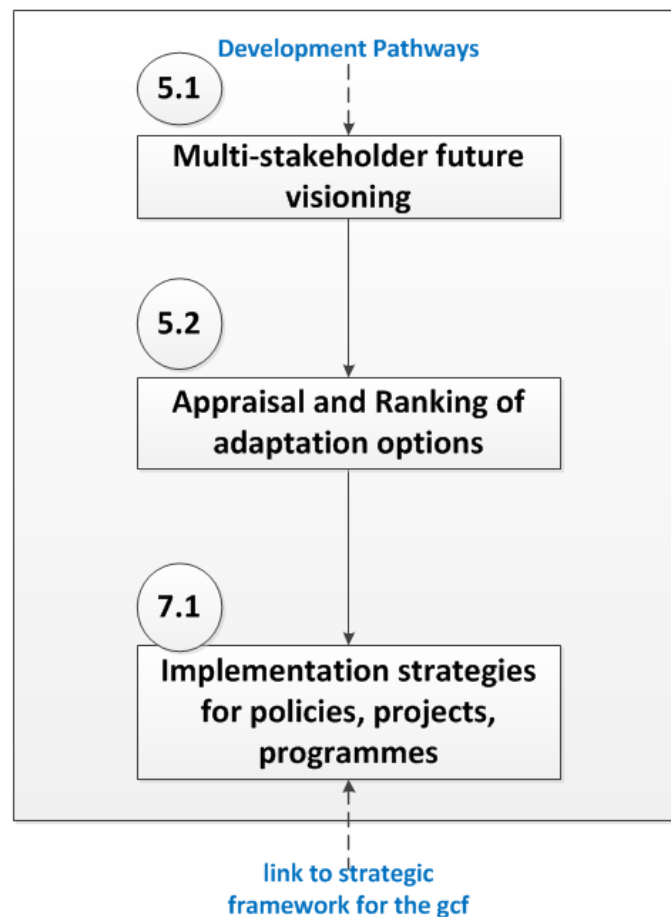 Development Pathways
5.1
Multi-stakeholder future
visioning
5.2
Appraisal and Ranking of
adaptation options
7.1
Implementation strategies
for policies, projects,
programmes
link to strategic
framework for the gcf